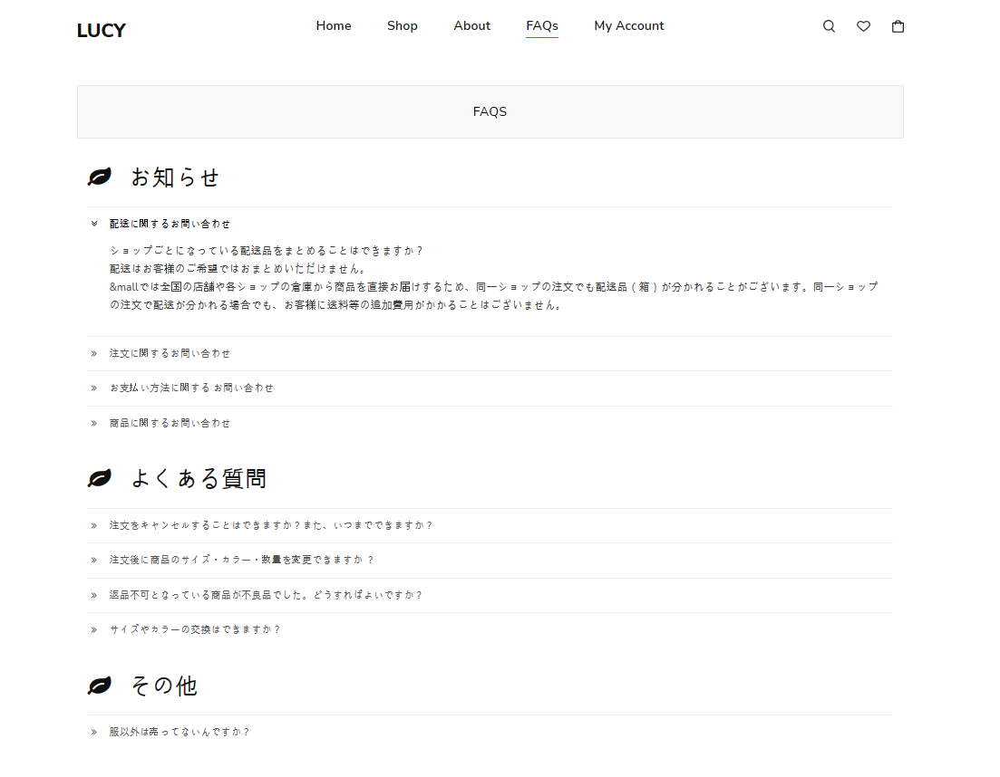 LUCY
Home Shop About FAQs My Account
FAQS
お知らせ
配送に関するお問い合わせ
ショップごとになっている配送品をまとめることはできますか？
配送はお客様のご希望ではおまとめいただけません。
&mallでは全国の店舗や各ショップの倉庫から商品を直接お届けするため、同一ショップの注文でも配送品（箱）が分かれることがございます。同一ショップ
の注文で配送が分かれる場合でも、お客様に送料等の追加費用がかかることはございません。
注文に関するお問い合わせ
お支払い方法に関する お問い合わせ
商品に関するお問い合わせ
よくある質問
注文をキャンセルすることはできますか？また、いつまでできますか？
注文後に商品のサイズ・カラー・数量を変更できますか ？
返品不可となっている商品が不良品でした。どうすればよいですか？
サイズやカラーの交換はできますか？
その他
服以外は売ってないんですか？